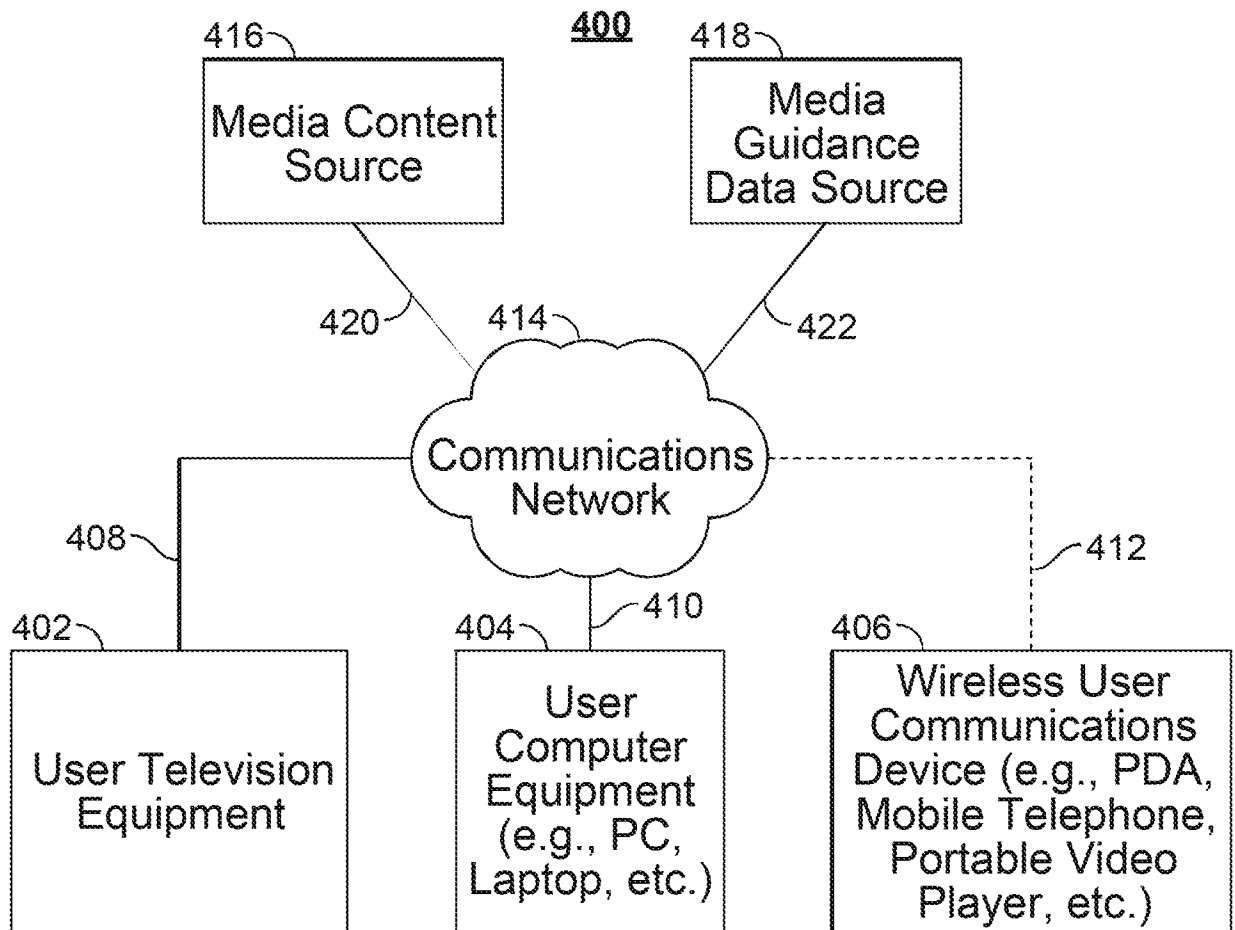 400
416
418
Media Content
Source
Media
Guidance
Data Source
420
414
422
Communications
Network
408
412
410
402
404
406
User Television
Equipment
User
Computer
Equipment
(e.g., PC,
Laptop, etc.)
Wireless User
Communications
Device (e.g., PDA,
Mobile Telephone,
Portable Video
Player, etc.)